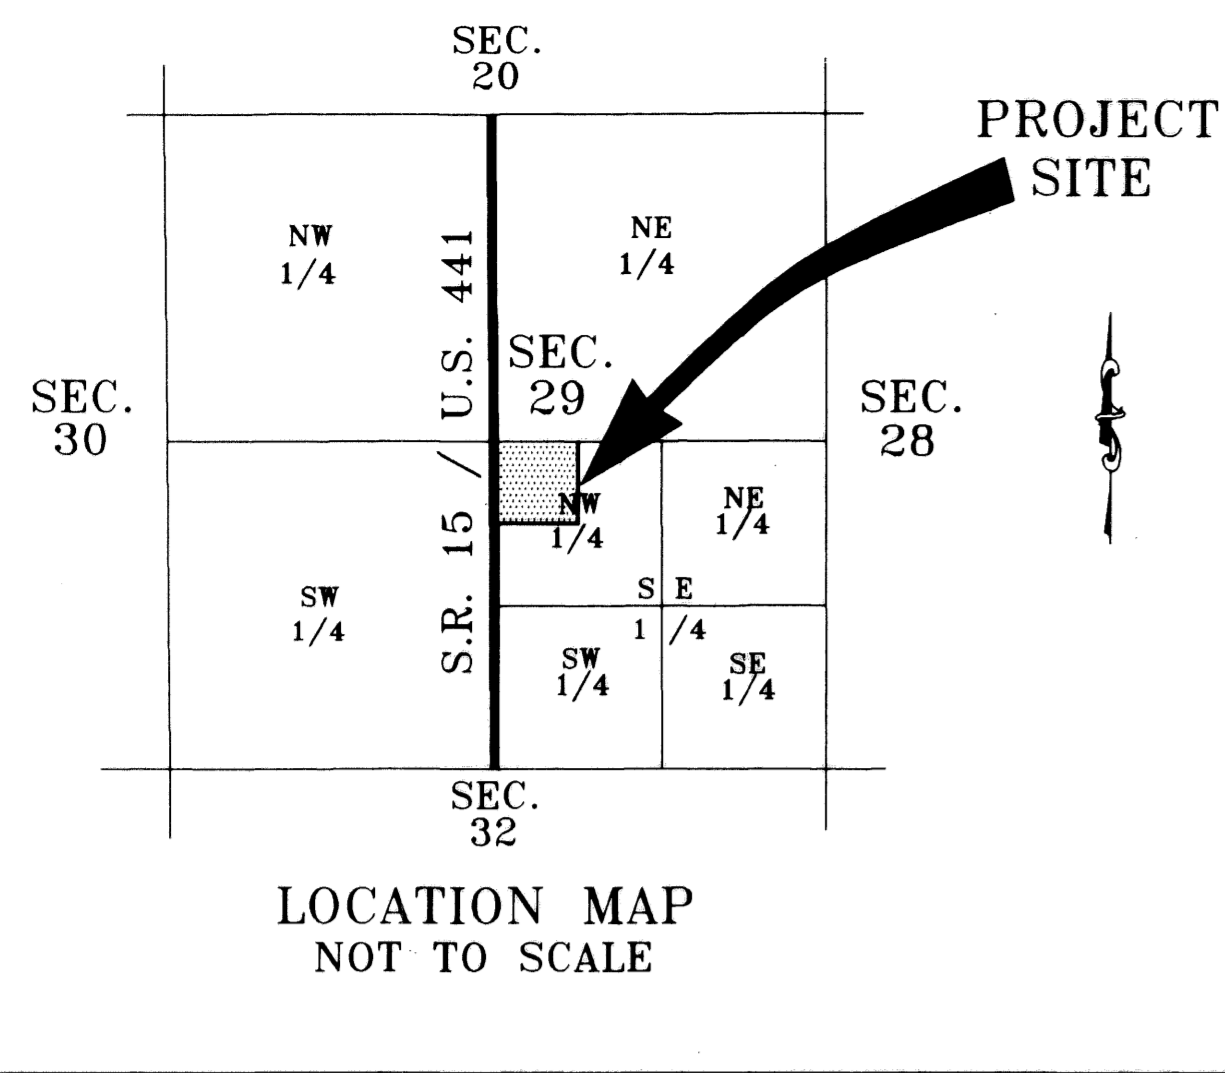 SEC.
20
PROJECT
SITE
NW
1/4
NE
1/4
S.R. 15 / U.S. 441
SEC.
29
SEC.
30
SEC.
28
NW
1/4
NE
1/4
SW
1/4
S E
1 /4
SW
1/4
SE
1/4
SEC.
32
LOCATION MAP
NOT TO SCALE